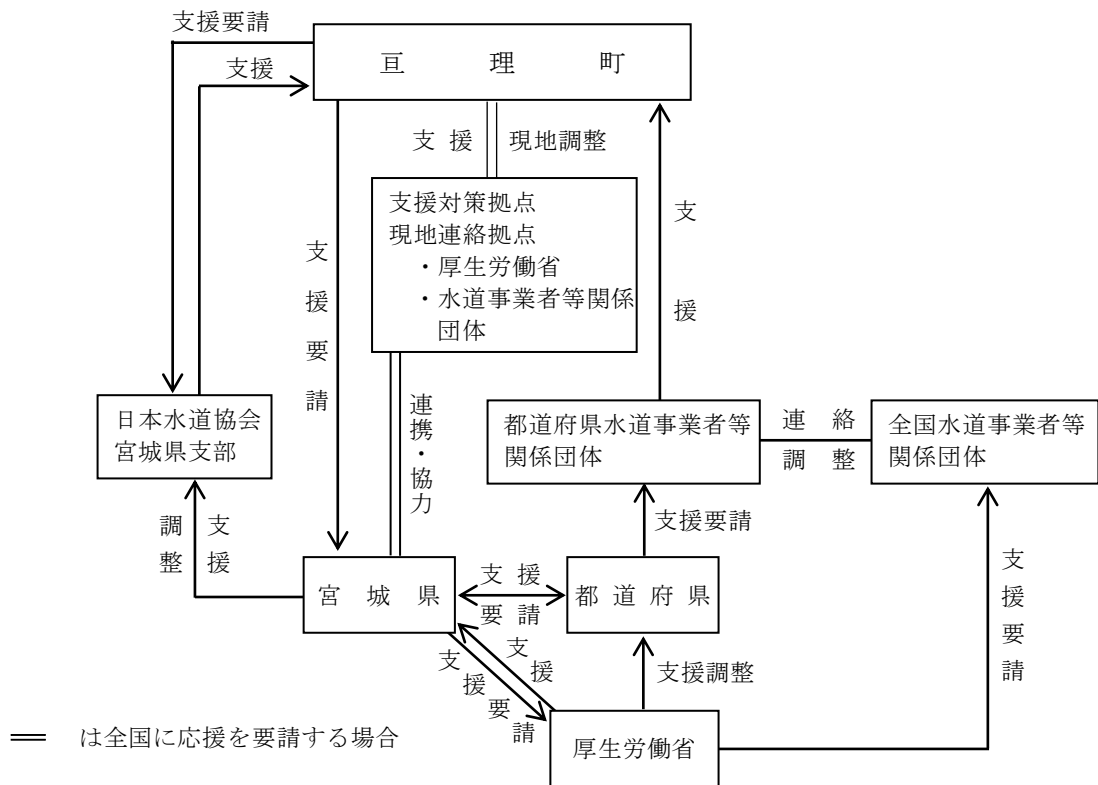 支援要請
亘理町
支援
支援 現地調整
支援対策拠点
現地連絡拠点
・厚生労働省
・水道事業者等関係
団体
支援
支援要請
日本水道協会
宮城県支部
連携・協力
都道府県水道事業者等
関係団体
連絡
調整
全国水道事業者等
関係団体
調整
支援
支援要請
宮城県
支援
要請
都道府県
支援要請
支援
支援要請
支援調整
厚生労働省
は全国に応援を要請する場合